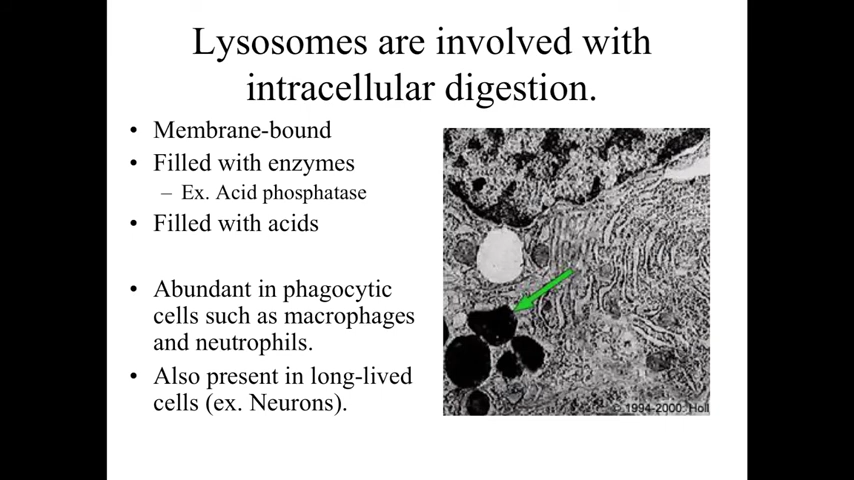 Lysosomes are involved with
intracellular digestion.
• Membrane-bound
• Filled with enzymes
– Ex. Acid phosphatase
• Filled with acids
• Abundant in phagocytic
cells such as macrophages
and neutrophils.
• Also present in long-lived
cells (ex. Neurons).
© 1994-2000: Holl